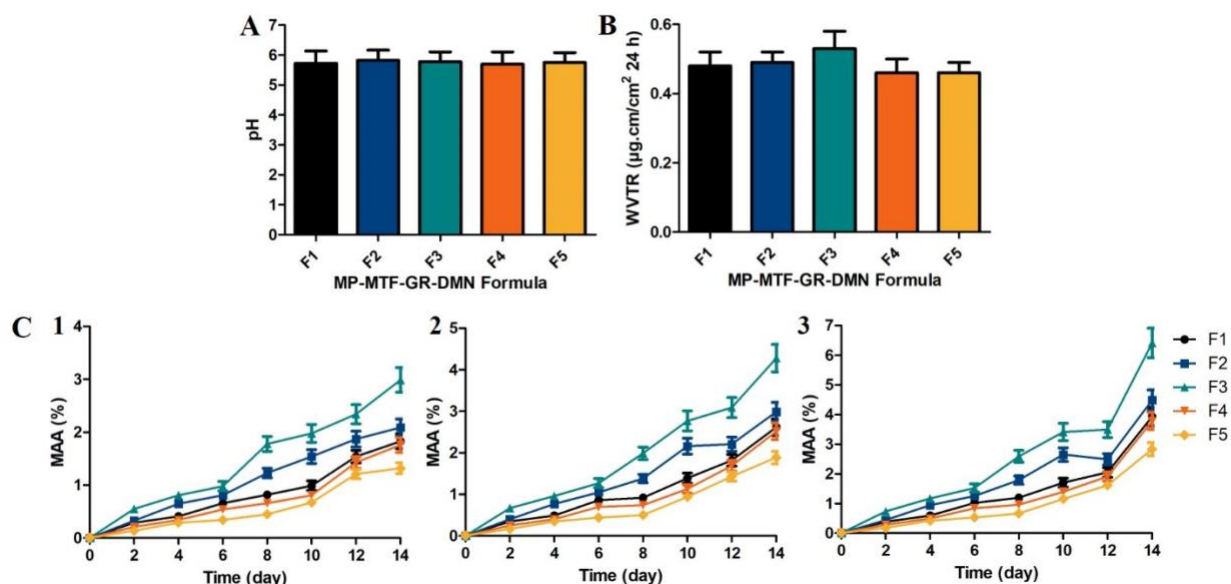 A
pH
7
6
5
4
3
2
1
0
F1 F2 F3 F4 F5
MP-MTF-GR-DMN Formula
B
WVTR (µg.cm/cm² 24 h)
0.6
0.4
0.2
0.0
F1 F2 F3 F4 F5
MP-MTF-GR-DMN Formula
C
1
MAA (%)
4
3
2
1
0
0 2 4 6 8 10 12 14
Time (day)
2
MAA (%)
5
4
3
2
1
0
0 2 4 6 8 10 12 14
Time (day)
3
MAA (%)
7
6
5
4
3
2
1
0
0 2 4 6 8 10 12 14
Time (day)
F1
F2
F3
F4
F5